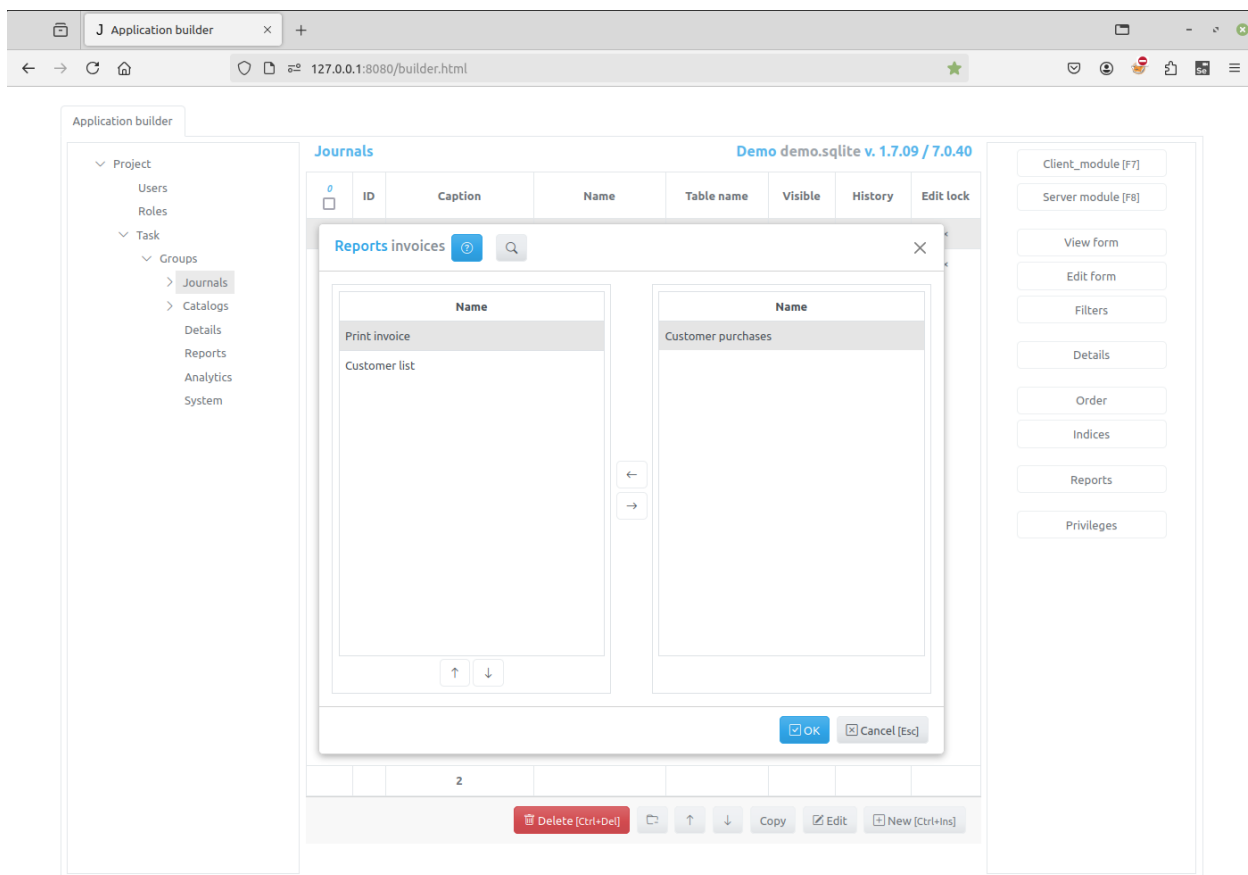 J Application builder
127.0.0.1:8080/builder.html
Application builder
Project
Users
Roles
Task
Groups
Journals
Catalogs
Details
Reports
Analytics
System
Journals
Demo demo.sqlite v. 1.7.09 / 7.0.40
0
ID
Caption
Name
Table name
Visible
History
Edit lock
Reports invoices
Name
Print invoice
Customer list
Name
Customer purchases
OK
Cancel [Esc]
2
Delete [Ctrl+Del]
Copy
Edit
New [Ctrl+Ins]
Client_module [F7]
Server module [F8]
View form
Edit form
Filters
Details
Order
Indices
Reports
Privileges
Se